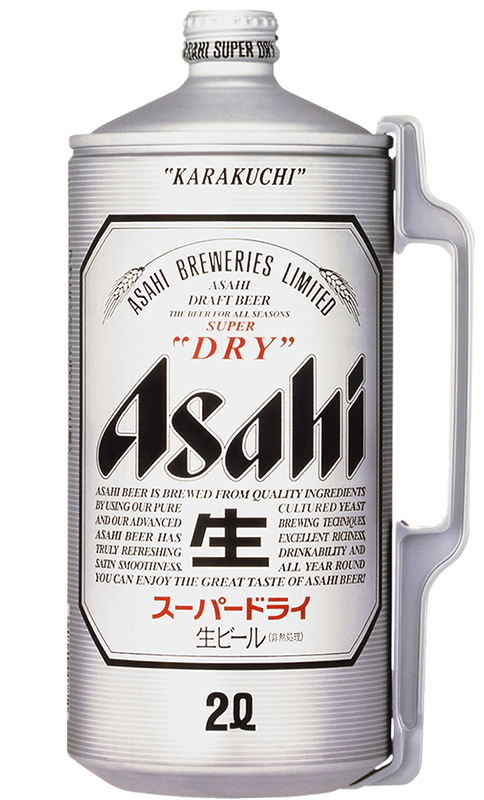 ASAHI SUPER DRY
"KARAKUCHI"
ASAHI BREWERIES LIMITED
ASAHI
DRAFT BEER
THE BEER FOR ALL SEASONS
SUPER
"DRY"
Asahi
ASAHI BEER IS BREWED FROM QUALITY INGREDIENTS
BY USING OUR PURE CULTURED YEAST
AND OUR ADVANCED BREWING TECHNIQUES.
ASAHI BEER HAS EXCELLENT RICHNESS,
TRULY REFRESHING DRINKABILITY AND
SATIN SMOOTHNESS. ALL YEAR ROUND
YOU CAN ENJOY THE GREAT TASTE OF ASAHI BEER!
生
スーパードライ
生ビール(非熱処理)
2ℓ